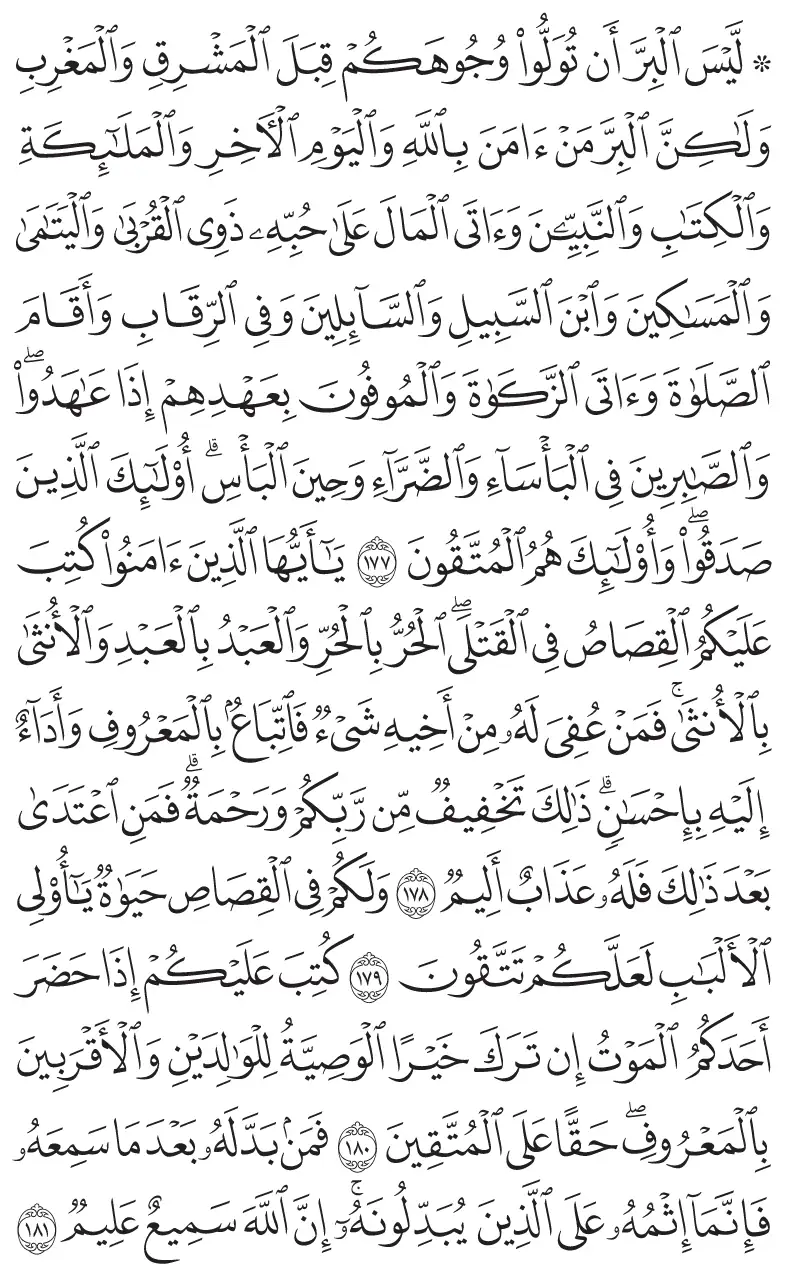 ۞ لَّيۡسَ ٱلۡبِرَّ أَن تُوَلُّواْ وُجُوهَكُمۡ قِبَلَ ٱلۡمَشۡرِقِ وَٱلۡمَغۡرِبِ
وَلَٰكِنَّ ٱلۡبِرَّ مَنۡ ءَامَنَ بِٱللَّهِ وَٱلۡيَوۡمِ ٱلۡأٓخِرِ وَٱلۡمَلَٰٓئِكَةِ
وَٱلۡكِتَٰبِ وَٱلنَّبِيِّـۧنَ وَءَاتَى ٱلۡمَالَ عَلَىٰ حُبِّهِۦ ذَوِي ٱلۡقُرۡبَىٰ وَٱلۡيَتَٰمَىٰ
وَٱلۡمَسَٰكِينَ وَٱبۡنَ ٱلسَّبِيلِ وَٱلسَّآئِلِينَ وَفِي ٱلرِّقَابِ وَأَقَامَ
ٱلصَّلَوٰةَ وَءَاتَى ٱلزَّكَوٰةَ وَٱلۡمُوفُونَ بِعَهۡدِهِمۡ إِذَا عَٰهَدُواْۖ
وَٱلصَّٰبِرِينَ فِي ٱلۡبَأۡسَآءِ وَٱلضَّرَّآءِ وَحِينَ ٱلۡبَأۡسِۗ أُوْلَٰٓئِكَ ٱلَّذِينَ
صَدَقُواْۖ وَأُوْلَٰٓئِكَ هُمُ ٱلۡمُتَّقُونَ ١٧٧ يَٰٓأَيُّهَا ٱلَّذِينَ ءَامَنُواْ كُتِبَ
عَلَيۡكُمُ ٱلۡقِصَاصُ فِي ٱلۡقَتۡلَىۖ ٱلۡحُرُّ بِٱلۡحُرِّ وَٱلۡعَبۡدُ بِٱلۡعَبۡدِ وَٱلۡأُنثَىٰ
بِٱلۡأُنثَىٰۚ فَمَنۡ عُفِيَ لَهُۥ مِنۡ أَخِيهِ شَيۡءٞ فَٱتِّبَاعُۢ بِٱلۡمَعۡرُوفِ وَأَدَآءٌ
إِلَيۡهِ بِإِحۡسَٰنٖۗ ذَٰلِكَ تَخۡفِيفٞ مِّن رَّبِّكُمۡ وَرَحۡمَةٞۗ فَمَنِ ٱعۡتَدَىٰ
بَعۡدَ ذَٰلِكَ فَلَهُۥ عَذَابٌ أَلِيمٞ ١٧٨ وَلَكُمۡ فِي ٱلۡقِصَاصِ حَيَوٰةٞ يَٰٓأُوْلِي
ٱلۡأَلۡبَٰبِ لَعَلَّكُمۡ تَتَّقُونَ ١٧٩ كُتِبَ عَلَيۡكُمۡ إِذَا حَضَرَ
أَحَدَكُمُ ٱلۡمَوۡتُ إِن تَرَكَ خَيۡرًا ٱلۡوَصِيَّةُ لِلۡوَٰلِدَيۡنِ وَٱلۡأَقۡرَبِينَ
بِٱلۡمَعۡرُوفِۖ حَقًّا عَلَى ٱلۡمُتَّقِينَ ١٨٠ فَمَنۢ بَدَّلَهُۥ بَعۡدَ مَا سَمِعَهُۥ
فَإِنَّمَآ إِثۡمُهُۥ عَلَى ٱلَّذِينَ يُبَدِّلُونَهُۥٓۚ إِنَّ ٱللَّهَ سَمِيعٌ عَلِيمٞ ١٨١